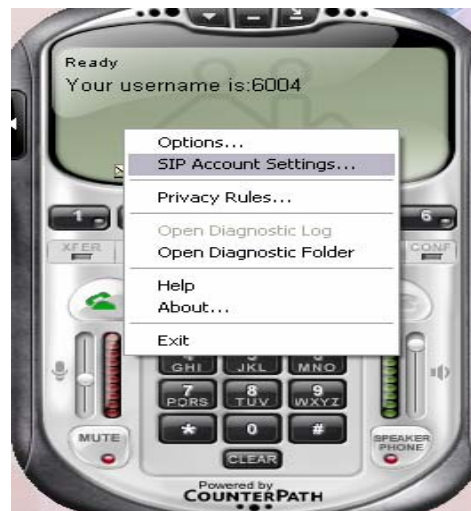 Ready
Your username is:6004
Options...
SIP Account Settings...
Privacy Rules...
Open Diagnostic Log
Open Diagnostic Folder
Help
About...
Exit
1
6
XFER
CONF
GHI JKL MNO
7 8 9
PQRS TUV WXYZ
* 0 #
MUTE
SPEAKER
PHONE
CLEAR
Powered by
COUNTERPATH